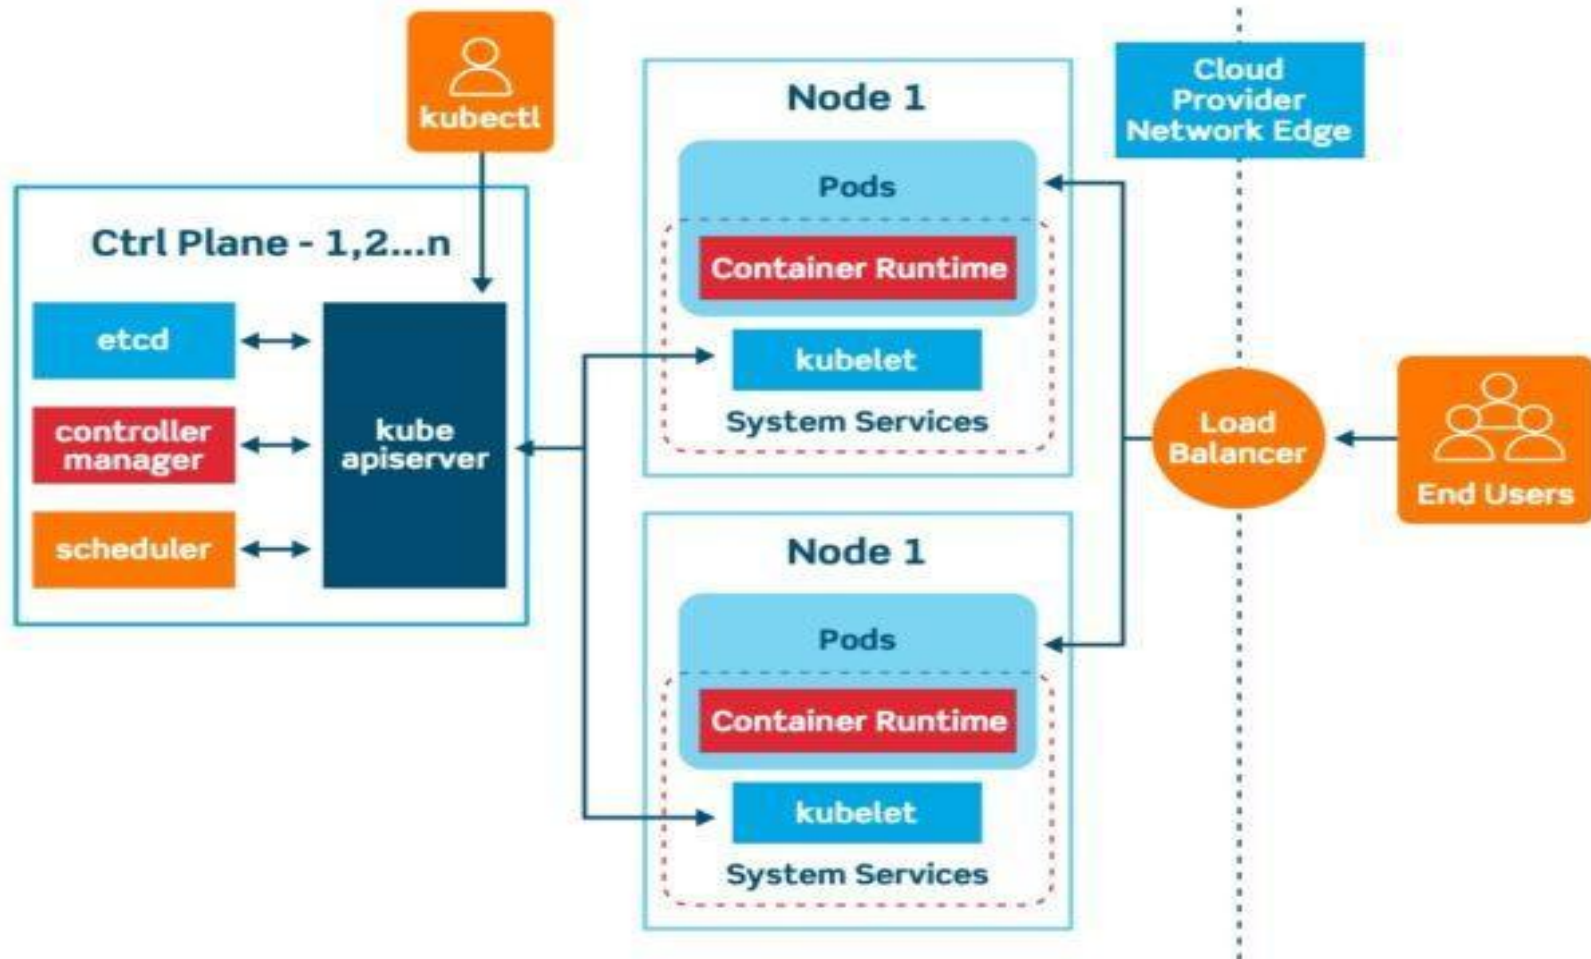 kubectl
Ctrl Plane - 1,2...n
etcd
controller
manager
scheduler
kube
apiserver
Node 1
Pods
Container Runtime
kubelet
System Services
Node 1
Pods
Container Runtime
kubelet
System Services
Cloud
Provider
Network Edge
Load
Balancer
End Users